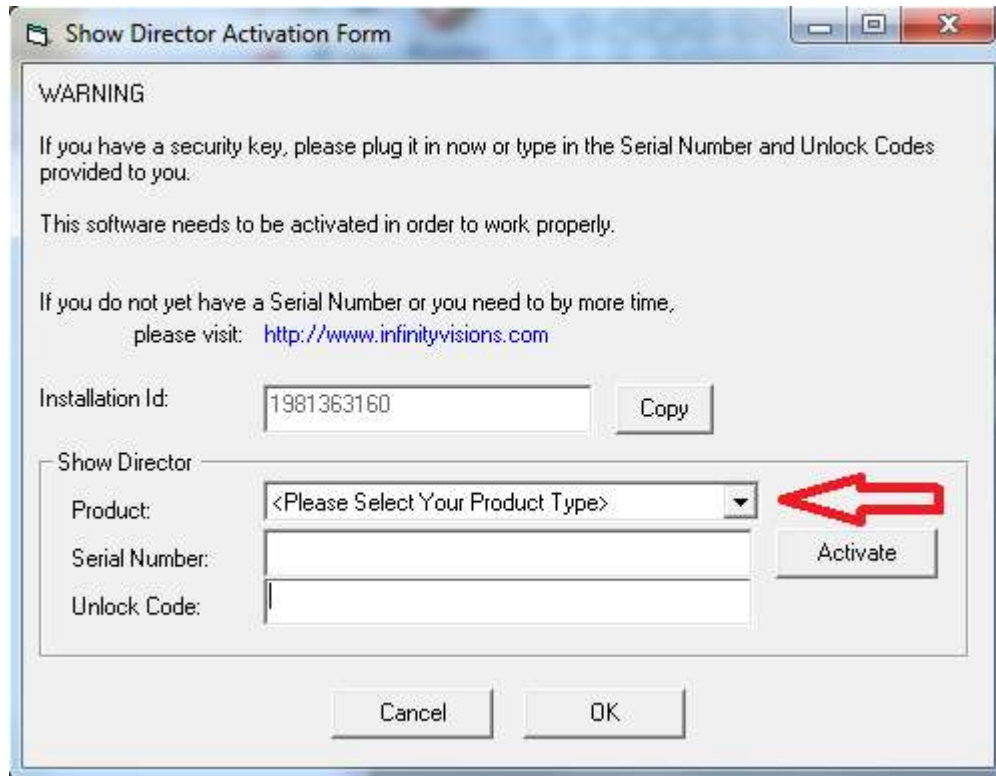 Show Director Activation Form
WARNING
If you have a security key, please plug it in now or type in the Serial Number and Unlock Codes
provided to you.
This software needs to be activated in order to work properly.
If you do not yet have a Serial Number or you need to by more time,
please visit: http://www.infinityvisions.com
Installation Id: 1981363160 Copy
Show Director
Product: <Please Select Your Product Type>
Serial Number: Activate
Unlock Code:
Cancel OK